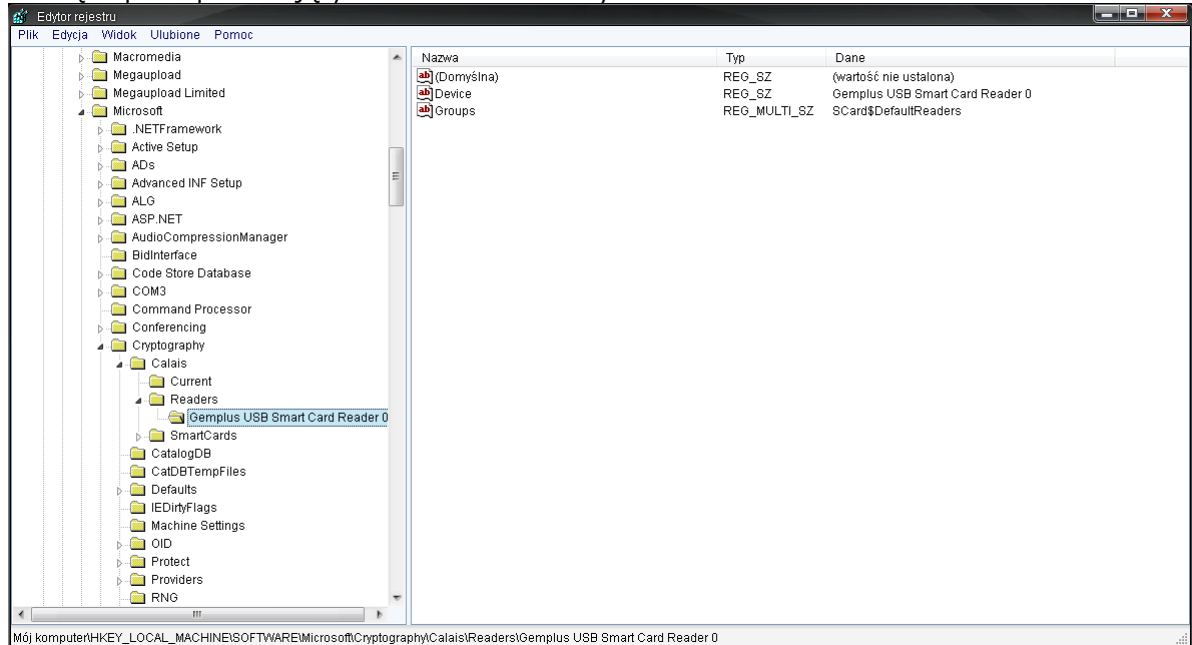 Edytor rejestru
Plik Edycja Widok Ulubione Pomoc
Macromedia
Megaupload
Megaupload Limited
Microsoft
.NETFramework
Active Setup
ADs
Advanced INF Setup
ALG
ASP.NET
AudioCompressionManager
BidInterface
Code Store Database
COM3
Command Processor
Conferencing
Cryptography
Calais
Current
Readers
Gemplus USB Smart Card Reader 0
SmartCards
CatalogDB
CatDBTempFiles
Defaults
IEDirtyFlags
Machine Settings
OID
Protect
Providers
RNG
Nazwa Typ Dane
(Domyślna) REG_SZ (wartość nie ustalona)
Device REG_SZ Gemplus USB Smart Card Reader 0
Groups REG_MULTI_SZ SCard$DefaultReaders
Mój komputer\HKEY_LOCAL_MACHINE\SOFTWARE\Microsoft\Cryptography\Calais\Readers\Gemplus USB Smart Card Reader 0